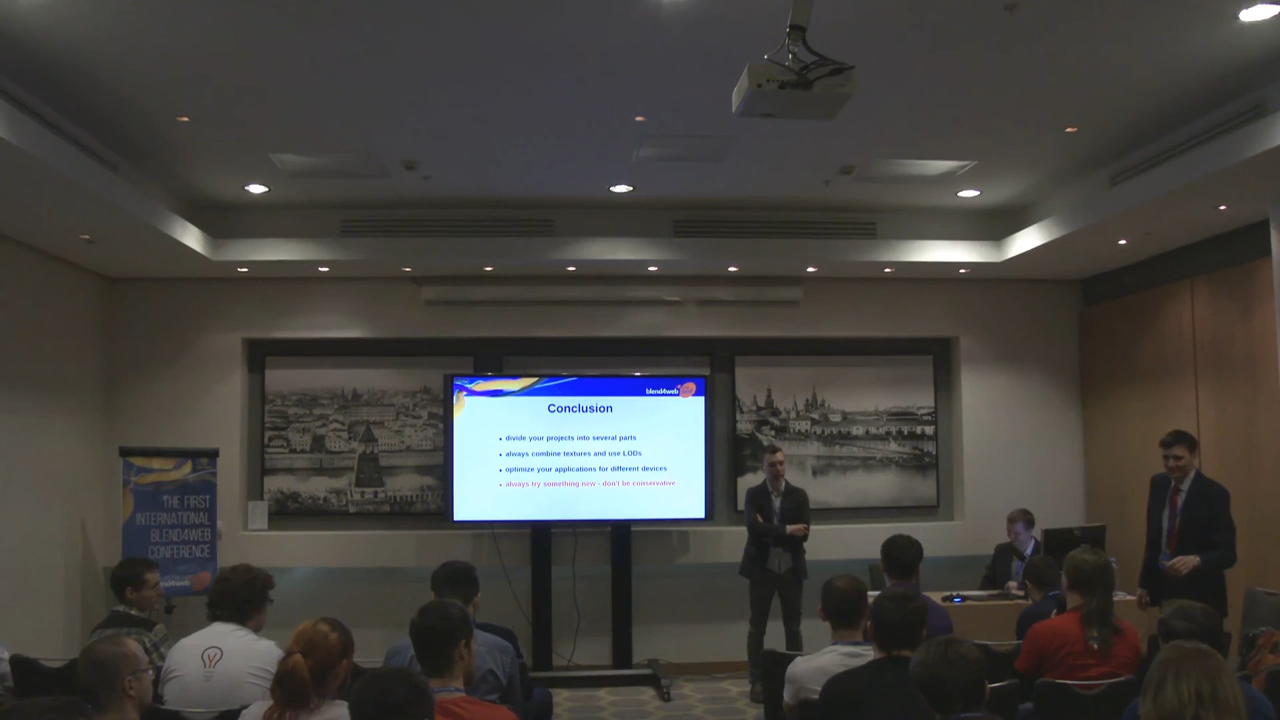 blend4web
Conclusion
• divide your projects into several parts
• always combine textures and use LODs
• optimize your applications for different devices
• always try something new - don't be conservative
THE FIRST
INTERNATIONAL
BLEND4WEB
CONFERENCE